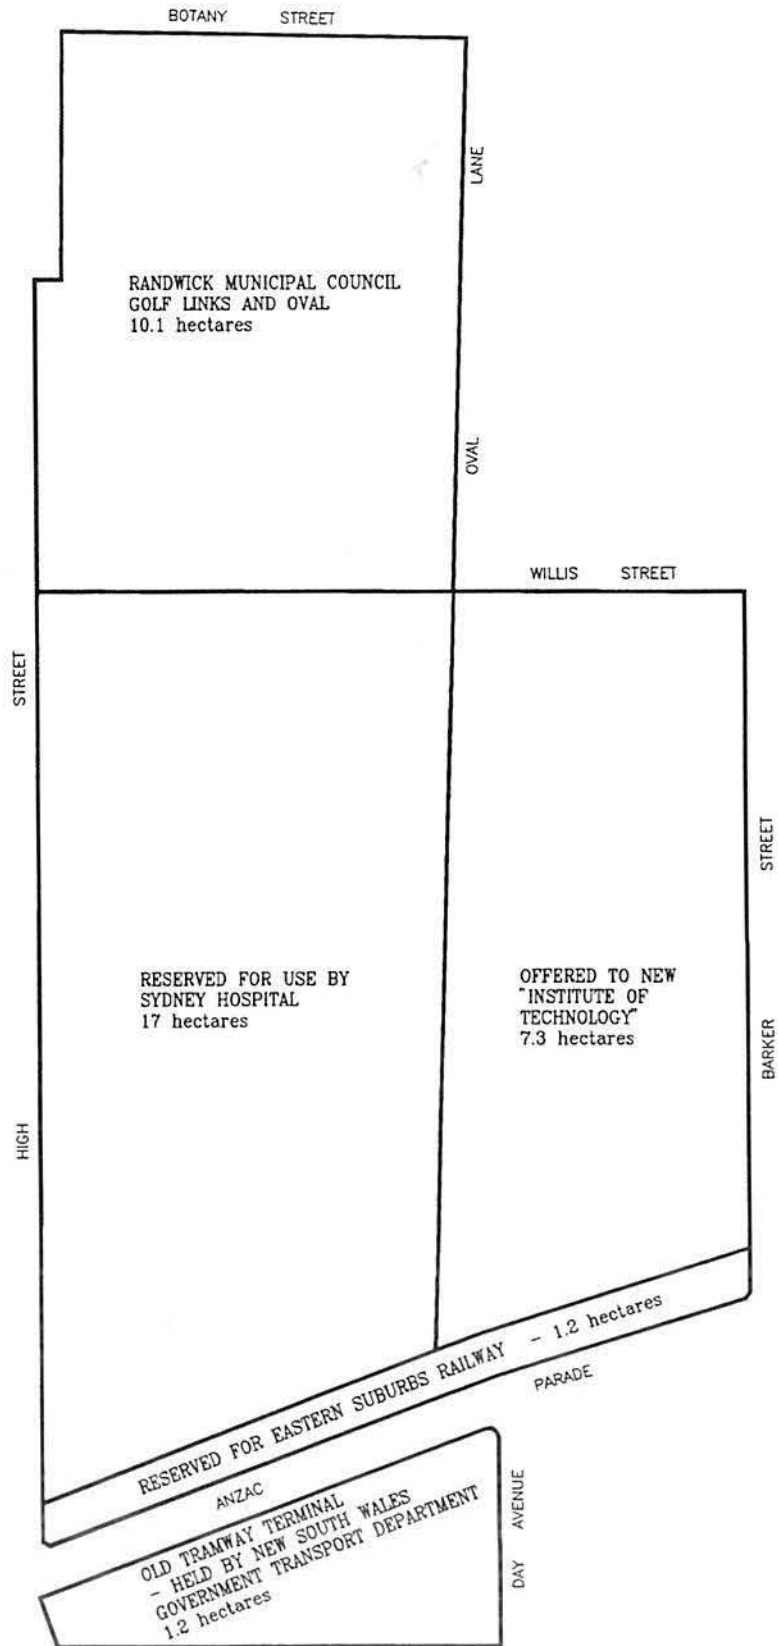 BOTANY STREET
LANE
RANDWICK MUNICIPAL COUNCIL
GOLF LINKS AND OVAL
10.1 hectares
OVAL
WILLIS STREET
STREET
STREET
RESERVED FOR USE BY
SYDNEY HOSPITAL
17 hectares
OFFERED TO NEW
"INSTITUTE OF
TECHNOLOGY"
7.3 hectares
BARKER
HIGH
RESERVED FOR EASTERN SUBURBS RAILWAY - 1.2 hectares
PARADE
ANZAC
DAY AVENUE
OLD TRAMWAY TERMINAL
- HELD BY NEW SOUTH WALES
GOVERNMENT TRANSPORT DEPARTMENT
1.2 hectares